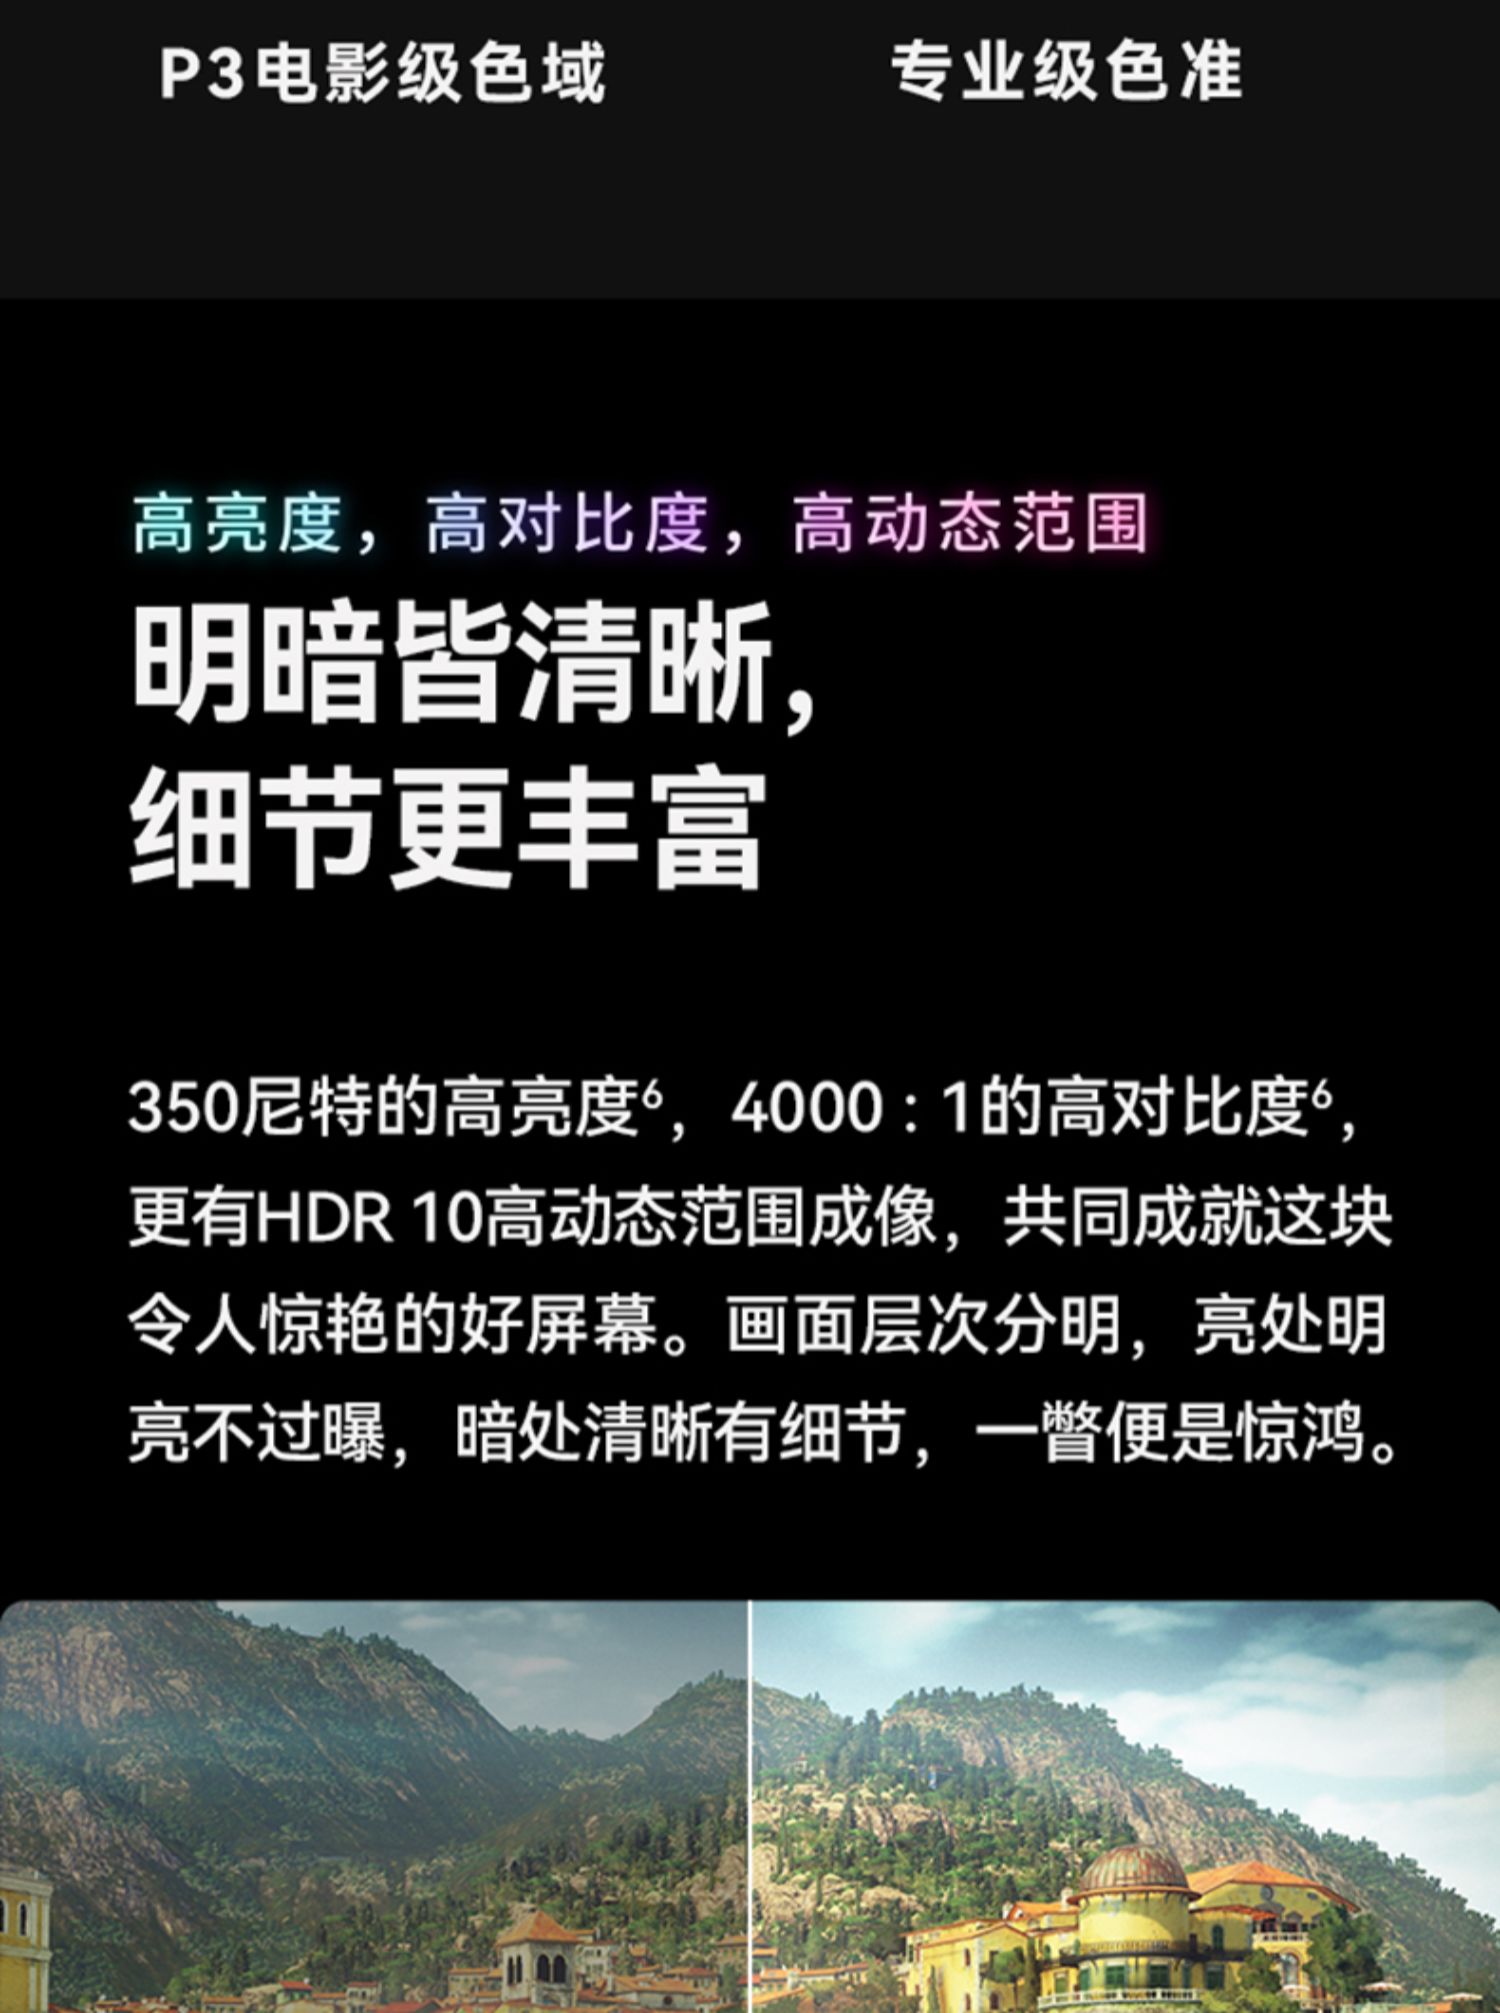 P3电影级色域
专业级色准
高亮度，高对比度，高动态范围
明暗皆清晰，
细节更丰富
350尼特的高亮度⁶，4000 : 1的高对比度⁶，
更有HDR 10高动态范围成像，共同成就这块
令人惊艳的好屏幕。画面层次分明，亮处明
亮不过曝，暗处清晰有细节，一瞥便是惊鸿。